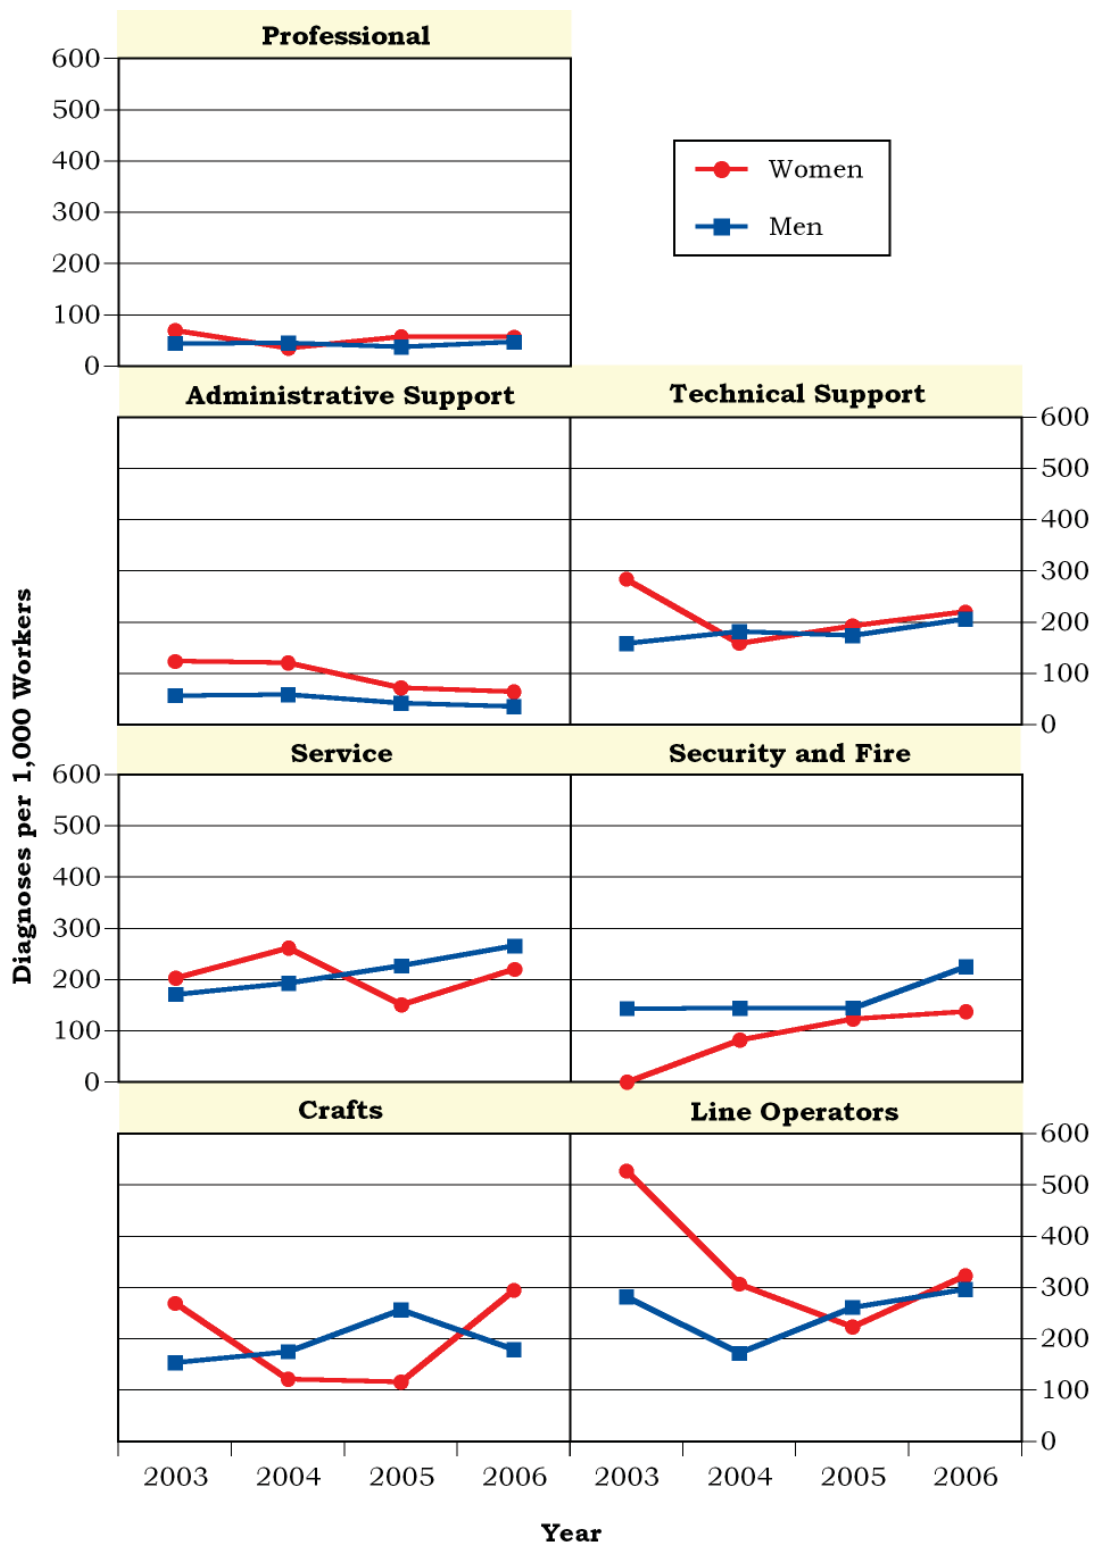 Professional
600
500
400
300
200
100
0
Women
Men
Administrative Support
Technical Support
600
500
400
300
200
100
0
Diagnoses per 1,000 Workers
Service
Security and Fire
600
500
400
300
200
100
0
Crafts
Line Operators
600
500
400
300
200
100
0
2003 2004 2005 2006 2003 2004 2005 2006
Year